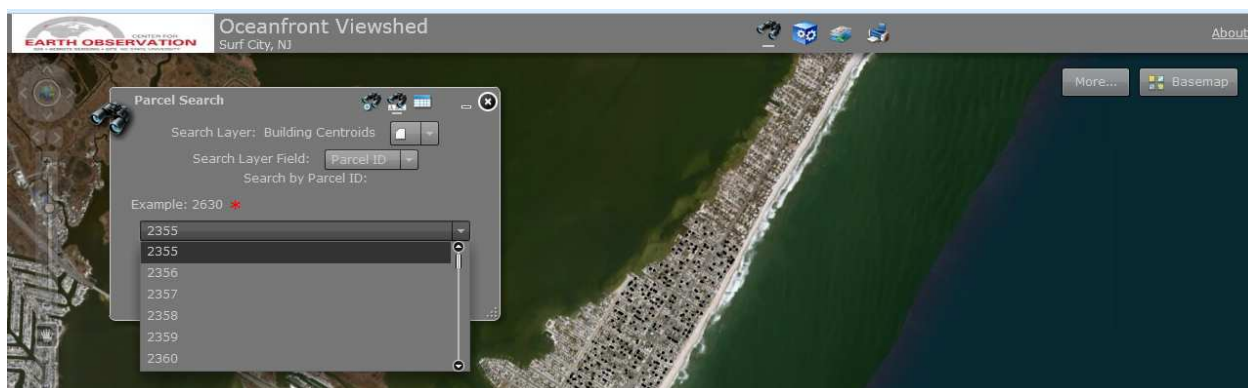 CENTER FOR
EARTH OBSERVATION
Oceanfront Viewshed
Surf City, NJ
About
More...
Basemap
Parcel Search
Search Layer: Building Centroids
Search Layer Field: Parcel ID
Search by Parcel ID:
Example: 2630 *
2355
2355
2356
2357
2358
2359
2360